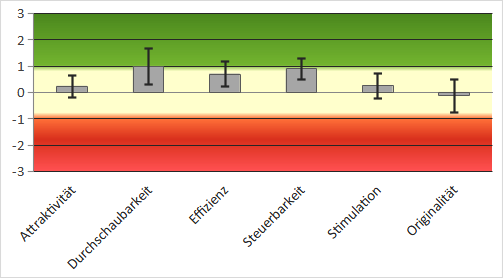 3
2
1
0
-1
-2
-3
Attraktivität
Durchschaubarkeit
Effizienz
Steuerbarkeit
Stimulation
Originalität